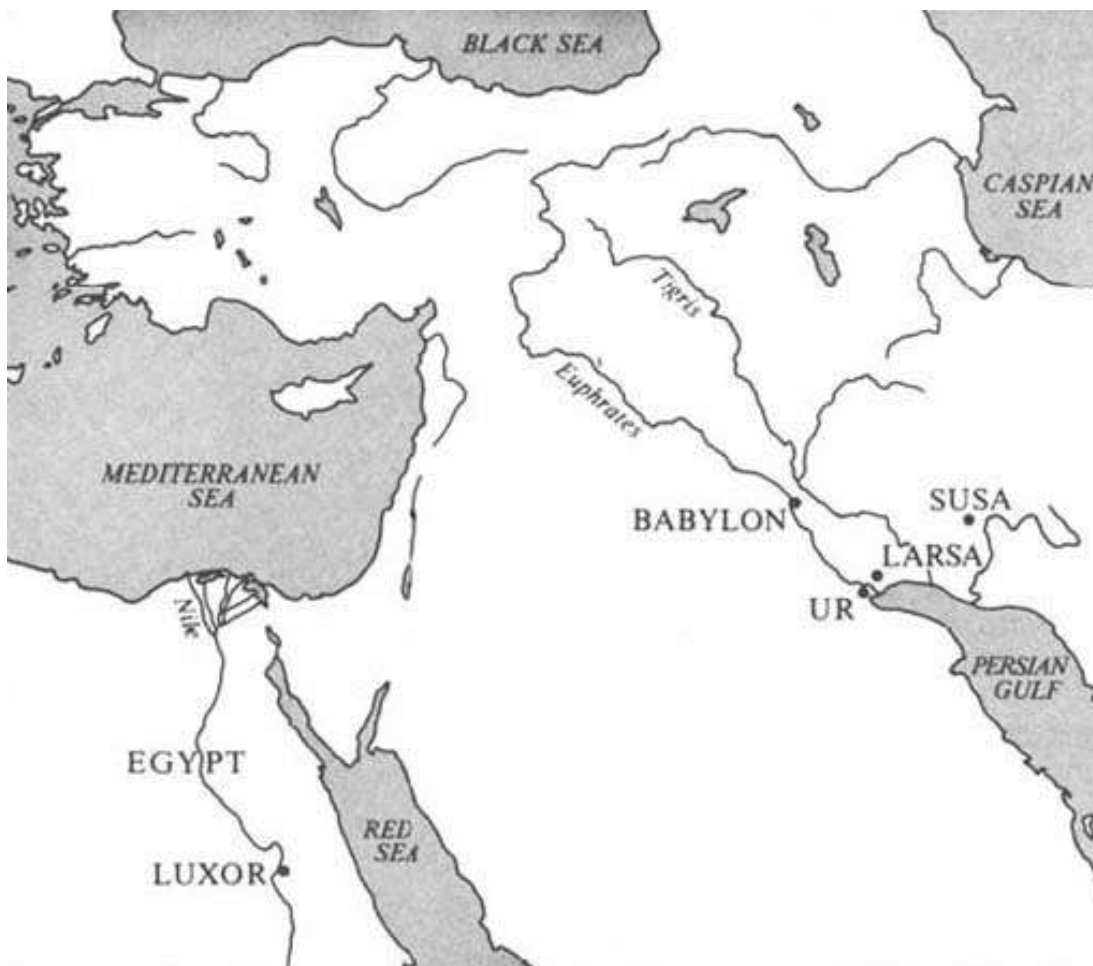 BLACK SEA
CASPIAN
SEA
Tigris
Euphrates
MEDITERRANEAN
SEA
SUSA
BABYLON
LARSA
UR
Nile
PERSIAN
GULF
EGYPT
RED
SEA
LUXOR